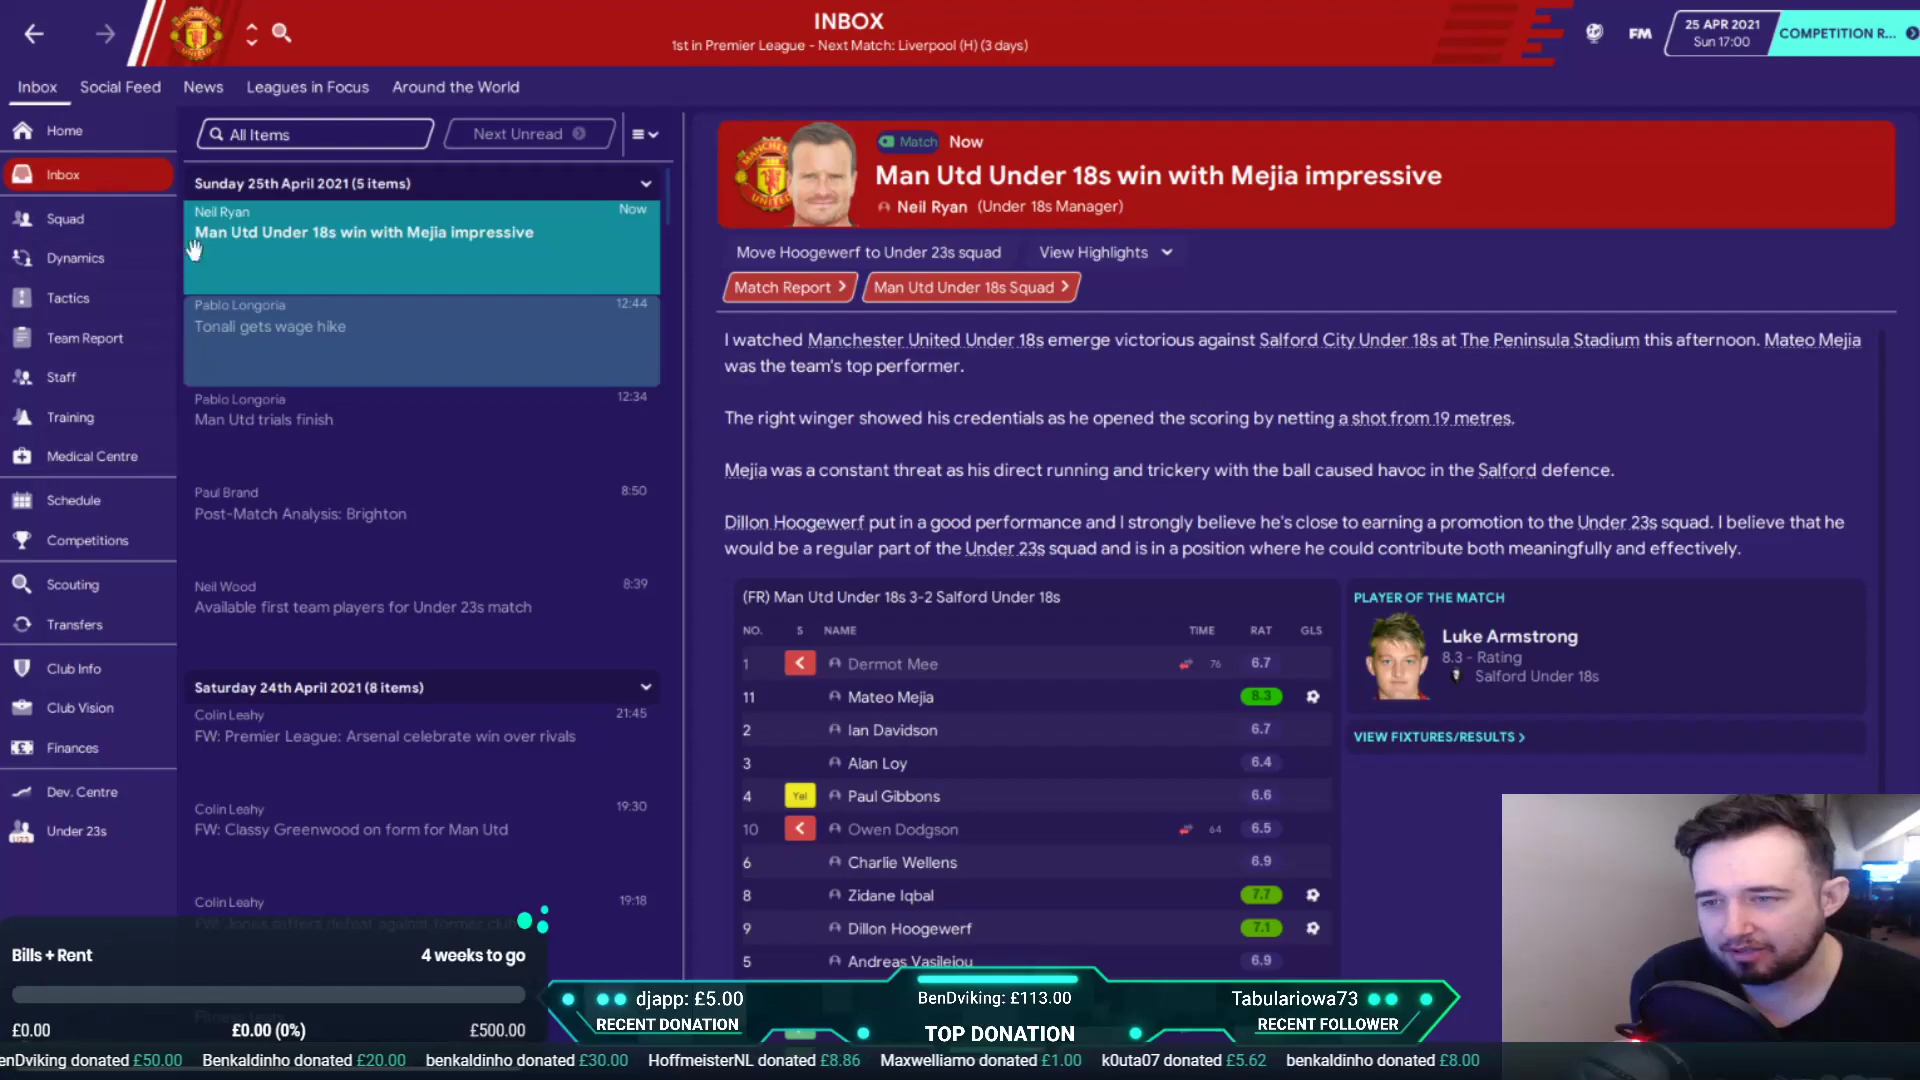 INBOX
1st in Premier League - Next Match: Liverpool (H) (3 days)
FM
25 APR 2021
Sun 17:00
COMPETITION R...
Inbox Social Feed News Leagues in Focus Around the World
Home
Inbox
Squad
Dynamics
Tactics
Team Report
Staff
Training
Medical Centre
Schedule
Competitions
Scouting
Transfers
Club Info
Club Vision
Finances
Dev. Centre
Under 23s
All Items
Next Unread
Sunday 25th April 2021 (5 items)
Neil Ryan Now
Man Utd Under 18s win with Mejia impressive
Pablo Longoria 12:44
Tonali gets wage hike
Pablo Longoria 12:34
Man Utd trials finish
Paul Brand 8:50
Post-Match Analysis: Brighton
Neil Wood 8:39
Available first team players for Under 23s match
Saturday 24th April 2021 (8 items)
Colin Leahy 21:45
FW: Premier League: Arsenal celebrate win over rivals
Colin Leahy 19:30
FW: Classy Greenwood on form for Man Utd
Colin Leahy 19:18
Match Now
Man Utd Under 18s win with Mejia impressive
Neil Ryan (Under 18s Manager)
Move Hoogewerf to Under 23s squad View Highlights
Match Report Man Utd Under 18s Squad
I watched Manchester United Under 18s emerge victorious against Salford City Under 18s at The Peninsula Stadium this afternoon. Mateo Mejia
was the team's top performer.
The right winger showed his credentials as he opened the scoring by netting a shot from 19 metres.
Mejia was a constant threat as his direct running and trickery with the ball caused havoc in the Salford defence.
Dillon Hoogewerf put in a good performance and I strongly believe he's close to earning a promotion to the Under 23s squad. I believe that he
would be a regular part of the Under 23s squad and is in a position where he could contribute both meaningfully and effectively.
(FR) Man Utd Under 18s 3-2 Salford Under 18s
NO. S NAME TIME RAT GLS
1 Dermot Mee 76 6.7
11 Mateo Mejia 8.3
2 Ian Davidson 6.7
3 Alan Loy 6.4
4 Yel Paul Gibbons 6.6
10 Owen Dodgson 64 6.5
6 Charlie Wellens 6.9
8 Zidane Iqbal 7.7
9 Dillon Hoogewerf 7.1
5 Andreas Vasileiou 6.9
PLAYER OF THE MATCH
Luke Armstrong
8.3 - Rating
Salford Under 18s
VIEW FIXTURES/RESULTS >
Bills + Rent 4 weeks to go
£0.00 £0.00 (0%) £500.00
djapp: £5.00
RECENT DONATION
BenDviking: £113.00
TOP DONATION
Tabulariowa73
RECENT FOLLOWER
enDviking donated £50.00 Benkaldinho donated £20.00 benkaldinho donated £30.00 HoffmeisterNL donated £8.86 Maxwelliamo donated £1.00 k0uta07 donated £5.62 benkaldinho donated £8.00